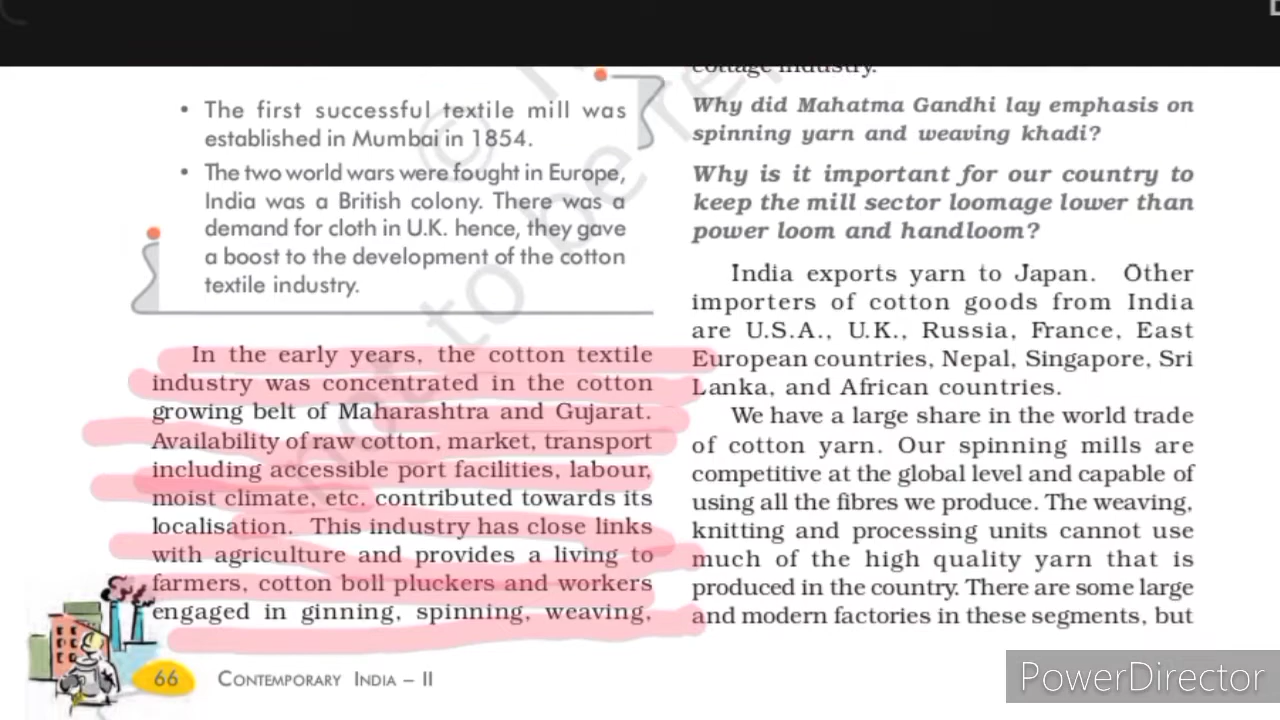 • The first successful textile mill was
established in Mumbai in 1854.
• The two world wars were fought in Europe,
India was a British colony. There was a
demand for cloth in U.K. hence, they gave
a boost to the development of the cotton
textile industry.
In the early years, the cotton textile
industry was concentrated in the cotton
growing belt of Maharashtra and Gujarat.
Availability of raw cotton, market, transport
including accessible port facilities, labour,
moist climate, etc. contributed towards its
localisation. This industry has close links
with agriculture and provides a living to
farmers, cotton boll pluckers and workers
engaged in ginning, spinning, weaving,
66 CONTEMPORARY INDIA – II
cottage industry.
Why did Mahatma Gandhi lay emphasis on
spinning yarn and weaving khadi?
Why is it important for our country to
keep the mill sector loomage lower than
power loom and handloom?
India exports yarn to Japan. Other
importers of cotton goods from India
are U.S.A., U.K., Russia, France, East
European countries, Nepal, Singapore, Sri
Lanka, and African countries.
We have a large share in the world trade
of cotton yarn. Our spinning mills are
competitive at the global level and capable of
using all the fibres we produce. The weaving,
knitting and processing units cannot use
much of the high quality yarn that is
produced in the country. There are some large
and modern factories in these segments, but
PowerDirector